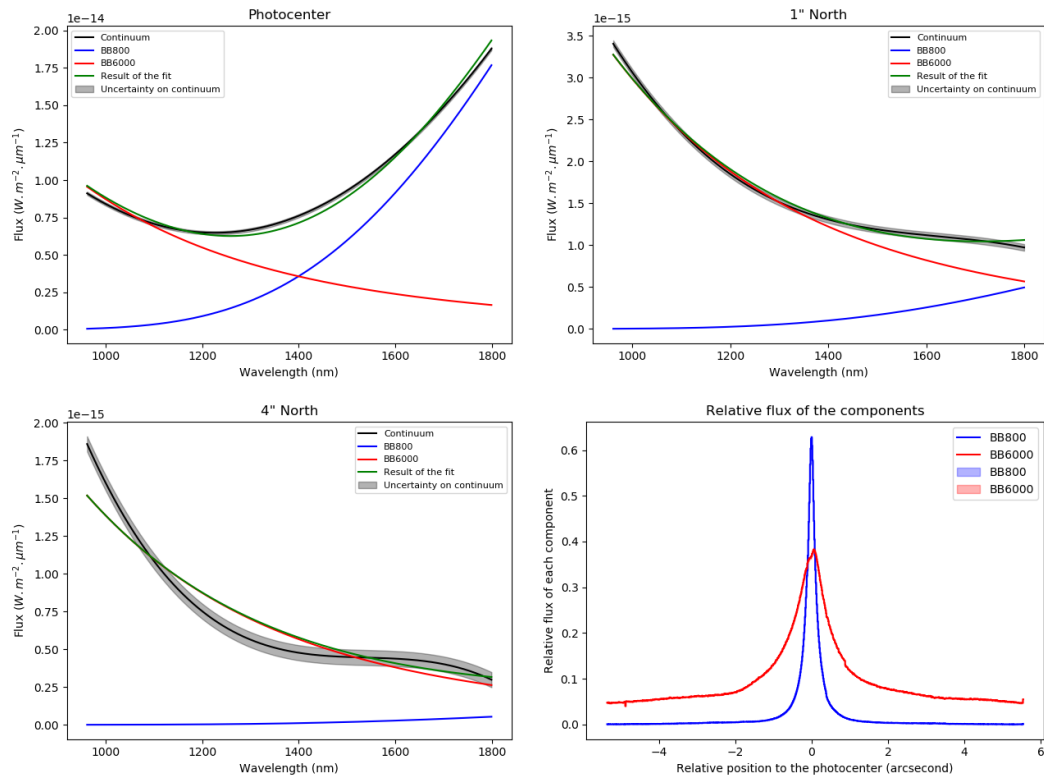 Photocenter
1e−14
Flux (W. m⁻². μm⁻¹)
2.00
1.75
1.50
1.25
1.00
0.75
0.50
0.25
0.00
Continuum
BB800
BB6000
Result of the fit
Uncertainty on continuum
1000 1200 1400 1600 1800
Wavelength (nm)
1" North
1e−15
Flux (W. m⁻². μm⁻¹)
3.5
3.0
2.5
2.0
1.5
1.0
0.5
0.0
Continuum
BB800
BB6000
Result of the fit
Uncertainty on continuum
1000 1200 1400 1600 1800
Wavelength (nm)
4" North
1e−15
Flux (W. m⁻². μm⁻¹)
2.00
1.75
1.50
1.25
1.00
0.75
0.50
0.25
0.00
Continuum
BB800
BB6000
Result of the fit
Uncertainty on continuum
1000 1200 1400 1600 1800
Wavelength (nm)
Relative flux of the components
Relative flux of each component
0.6
0.5
0.4
0.3
0.2
0.1
0.0
BB800
BB6000
BB800
BB6000
−4 −2 0 2 4 6
Relative position to the photocenter (arcsecond)